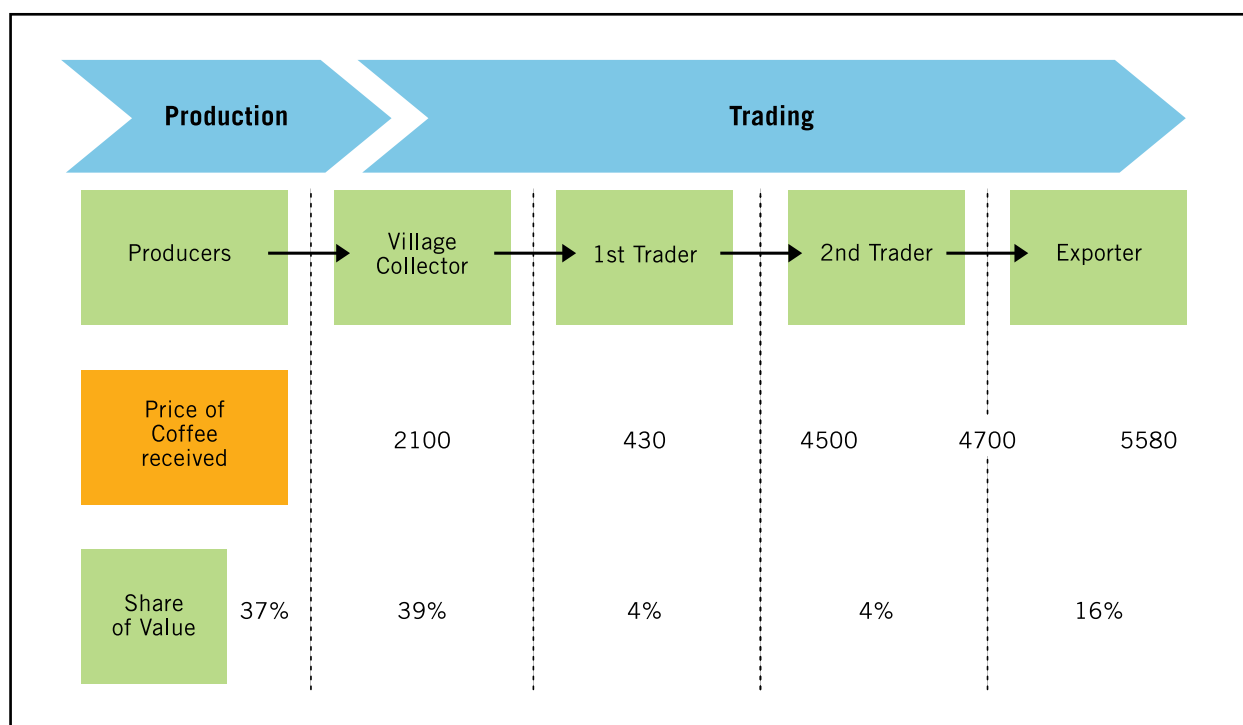 Production
Trading
Producers
Village
Collector
1st Trader
2nd Trader
Exporter
Price of
Coffee
received
2100
430
4500
4700
5580
Share
of Value
37%
39%
4%
4%
16%